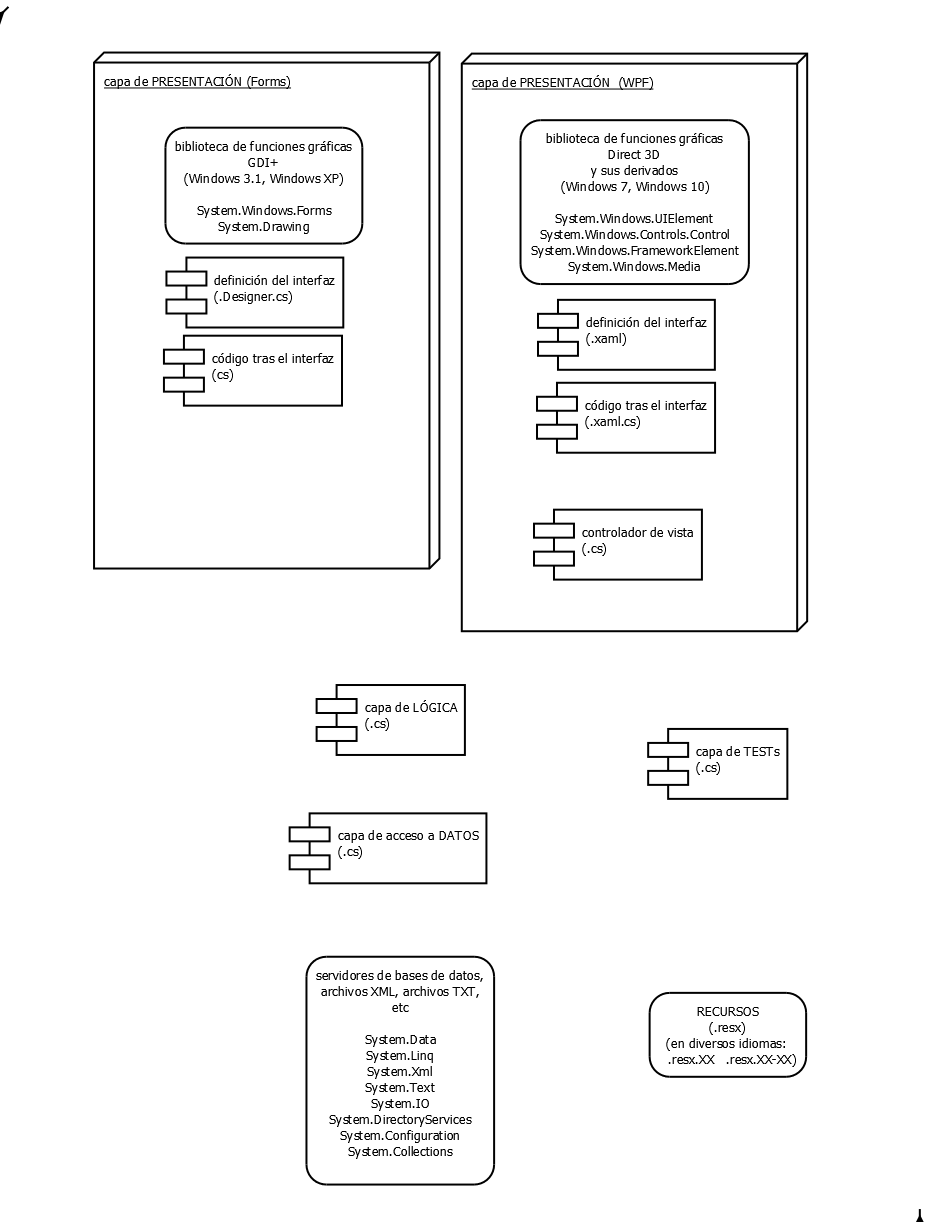 capa de PRESENTACIÓN (Forms)
biblioteca de funciones gráficas
GDI+
(Windows 3.1, Windows XP)
System.Windows.Forms
System.Drawing
definición del interfaz
(.Designer.cs)
código tras el interfaz
(cs)
capa de PRESENTACIÓN (WPF)
biblioteca de funciones gráficas
Direct 3D
y sus derivados
(Windows 7, Windows 10)
System.Windows.UIElement
System.Windows.Controls.Control
System.Windows.FrameworkElement
System.Windows.Media
definición del interfaz
(.xaml)
código tras el interfaz
(.xaml.cs)
controlador de vista
(.cs)
capa de LÓGICA
(.cs)
capa de TESTs
(.cs)
capa de acceso a DATOS
(.cs)
servidores de bases de datos,
archivos XML, archivos TXT,
etc
System.Data
System.Linq
System.Xml
System.Text
System.IO
System.DirectoryServices
System.Configuration
System.Collections
RECURSOS
(.resx)
(en diversos idiomas:
.resx.XX .resx.XX-XX)